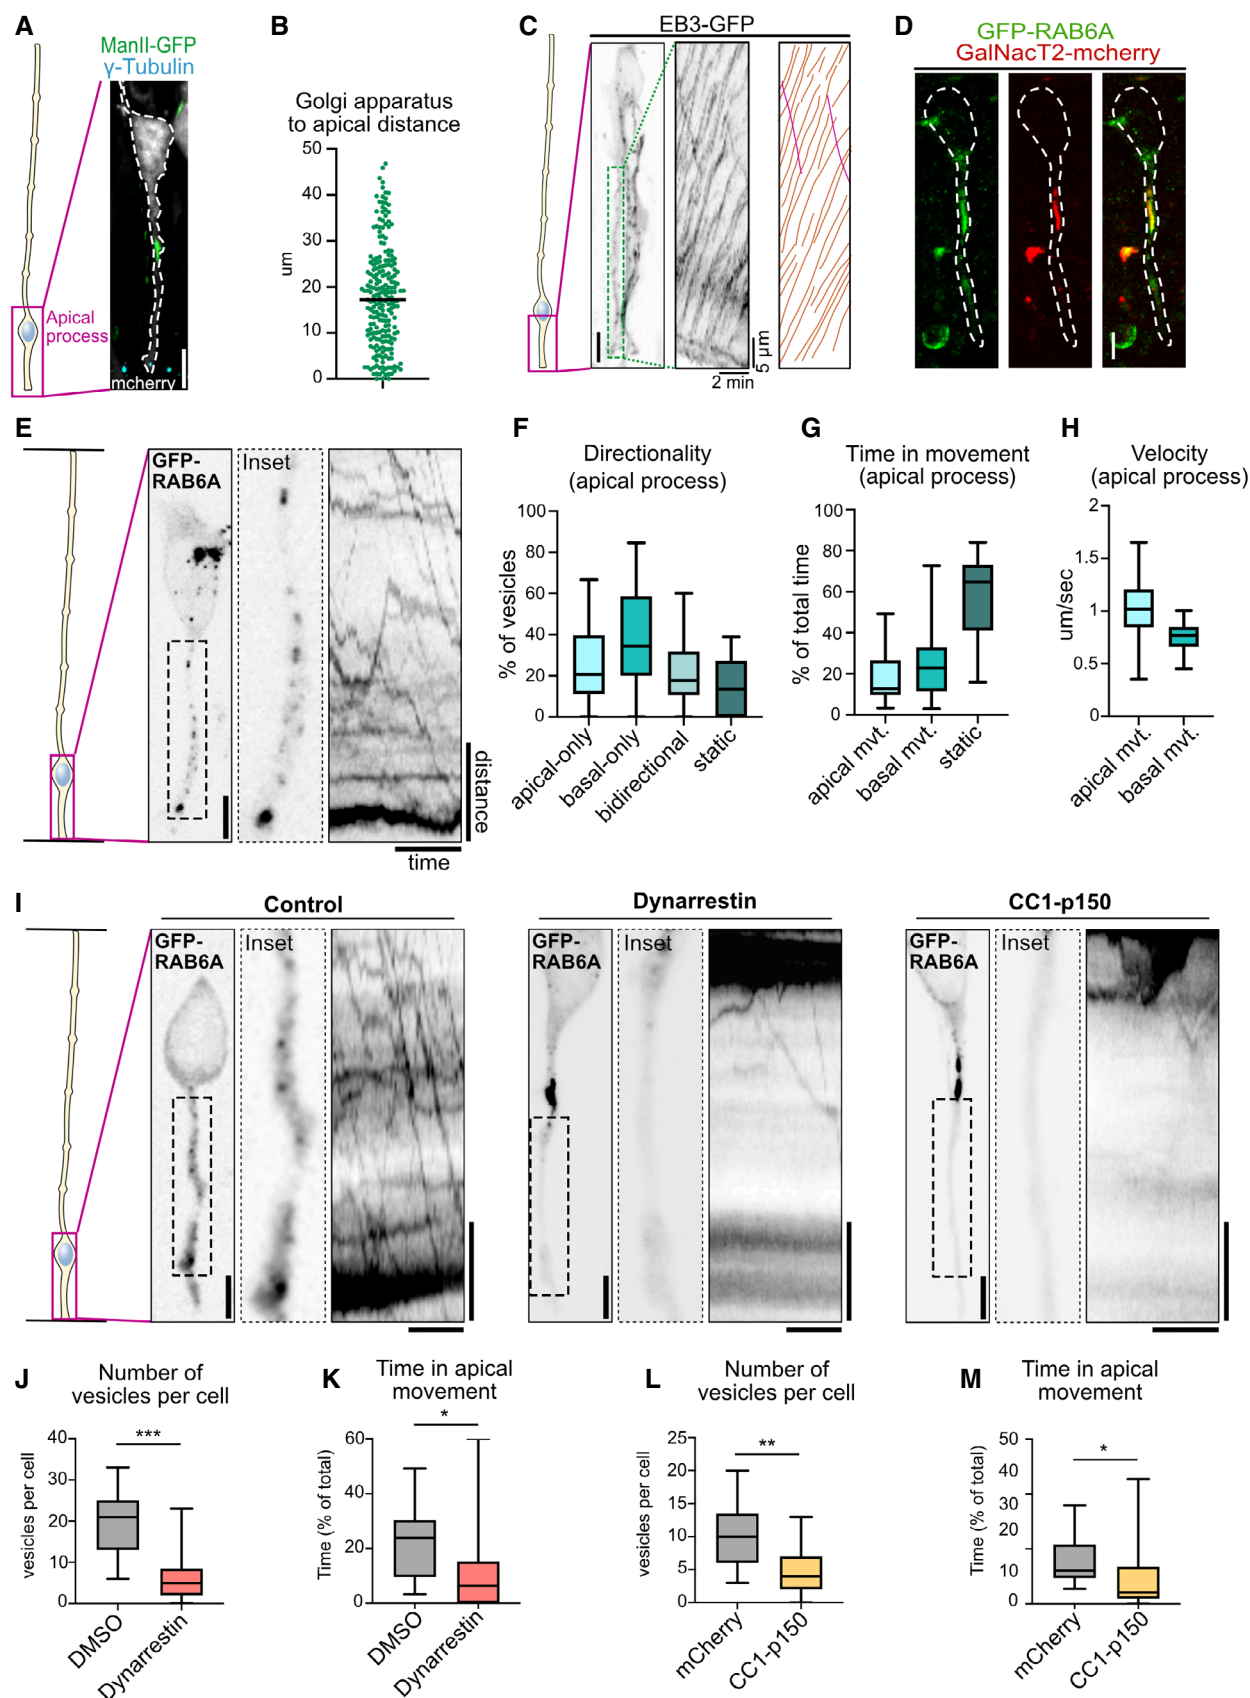 A
ManII-GFP
γ-Tubulin
Apical
process
mcherry
B
Golgi apparatus
to apical distance
um
50
40
30
20
10
0
C
EB3-GFP
2 min
5 µm
D
GFP-RAB6A
GalNacT2-mcherry
E
GFP-
RAB6A
Inset
distance
time
F
Directionality
(apical process)
% of vesicles
100
80
60
40
20
0
apical-only
basal-only
bidirectional
static
G
Time in movement
(apical process)
% of total time
100
80
60
40
20
0
apical mvt.
basal mvt.
static
H
Velocity
(apical process)
um/sec
2
1.5
1
0.5
0
apical mvt.
basal mvt.
I
Control
GFP-
RAB6A
Inset
Dynarrestin
GFP-
RAB6A
Inset
CC1-p150
GFP-
RAB6A
Inset
J
Number of
vesicles per cell
vesicles per cell
40
30
20
10
0
***
DMSO
Dynarrestin
K
Time in apical
movement
Time (% of total)
60
40
20
0
*
DMSO
Dynarrestin
L
Number of
vesicles per cell
vesicles per cell
25
20
15
10
5
0
**
mCherry
CC1-p150
M
Time in apical
movement
Time (% of total)
50
40
30
20
10
0
*
mCherry
CC1-p150